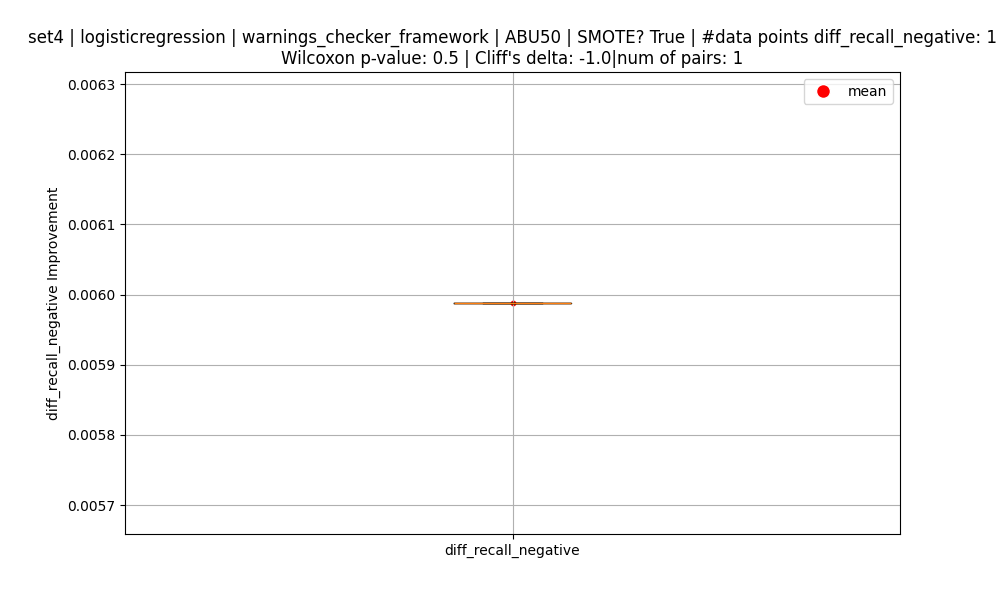 set4 | logisticregression | warnings_checker_framework | ABU50 | SMOTE? True | #data points diff_recall_negative: 1
Wilcoxon p-value: 0.5 | Cliff's delta: -1.0|num of pairs: 1
mean
0.0063
0.0062
0.0061
0.0060
0.0059
0.0058
0.0057
diff_recall_negative Improvement
diff_recall_negative